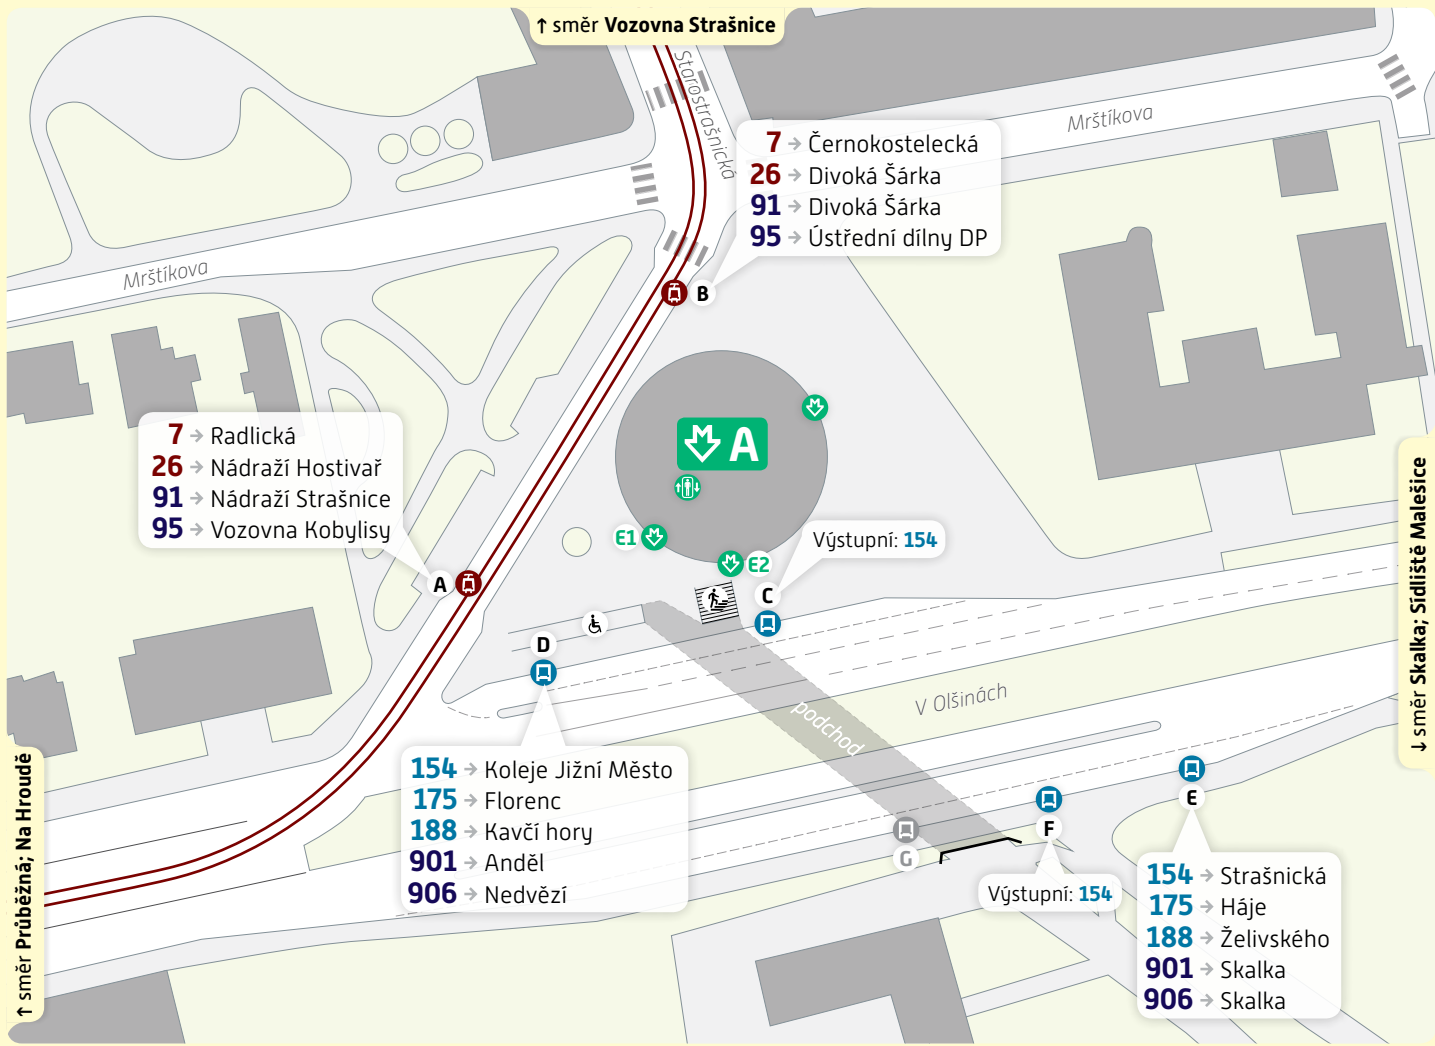 ↑ směr Vozovna Strašnice
Starostrašnická
Mrštíkova
7 → Černokostelecká
26 → Divoká Šárka
91 → Divoká Šárka
95 → Ústřední dílny DP
B
Mrštíkova
A
7 → Radlická
26 → Nádraží Hostivař
91 → Nádraží Strašnice
95 → Vozovna Kobylisy
A
E1
E2
Výstupní: 154
C
D
V Olšinách
podchod
↓ směr Skalka; Sídliště Malešice
154 → Koleje Jižní Město
175 → Florenc
188 → Kavčí hory
901 → Anděl
906 → Nedvězí
E
F
G
Výstupní: 154
154 → Strašnická
175 → Háje
188 → Želivského
901 → Skalka
906 → Skalka
↑ směr Průběžná; Na Hroudě